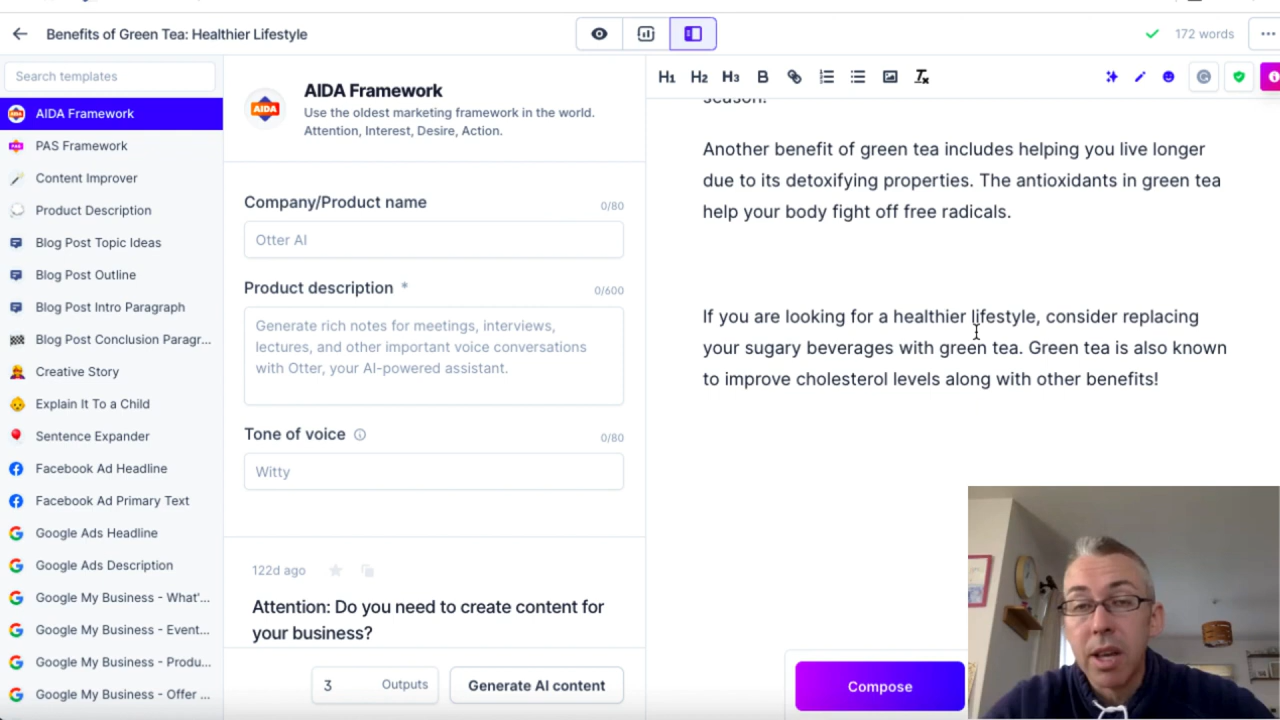 Benefits of Green Tea: Healthier Lifestyle
172 words
Search templates
AIDA Framework
PAS Framework
Content Improver
Product Description
Blog Post Topic Ideas
Blog Post Outline
Blog Post Intro Paragraph
Blog Post Conclusion Paragr...
Creative Story
Explain It To a Child
Sentence Expander
Facebook Ad Headline
Facebook Ad Primary Text
Google Ads Headline
Google Ads Description
Google My Business - What'...
Google My Business - Event...
Google My Business - Produ...
Google My Business - Offer ...
AIDA
AIDA Framework
Use the oldest marketing framework in the world.
Attention, Interest, Desire, Action.
Company/Product name
0/80
Otter AI
Product description *
0/600
Generate rich notes for meetings, interviews,
lectures, and other important voice conversations
with Otter, your AI-powered assistant.
Tone of voice
0/80
Witty
122d ago
Attention: Do you need to create content for
your business?
3 Outputs
Generate AI content
H1 H2 H3 B
season!
Another benefit of green tea includes helping you live longer
due to its detoxifying properties. The antioxidants in green tea
help your body fight off free radicals.
If you are looking for a healthier lifestyle, consider replacing
your sugary beverages with green tea. Green tea is also known
to improve cholesterol levels along with other benefits!
Compose